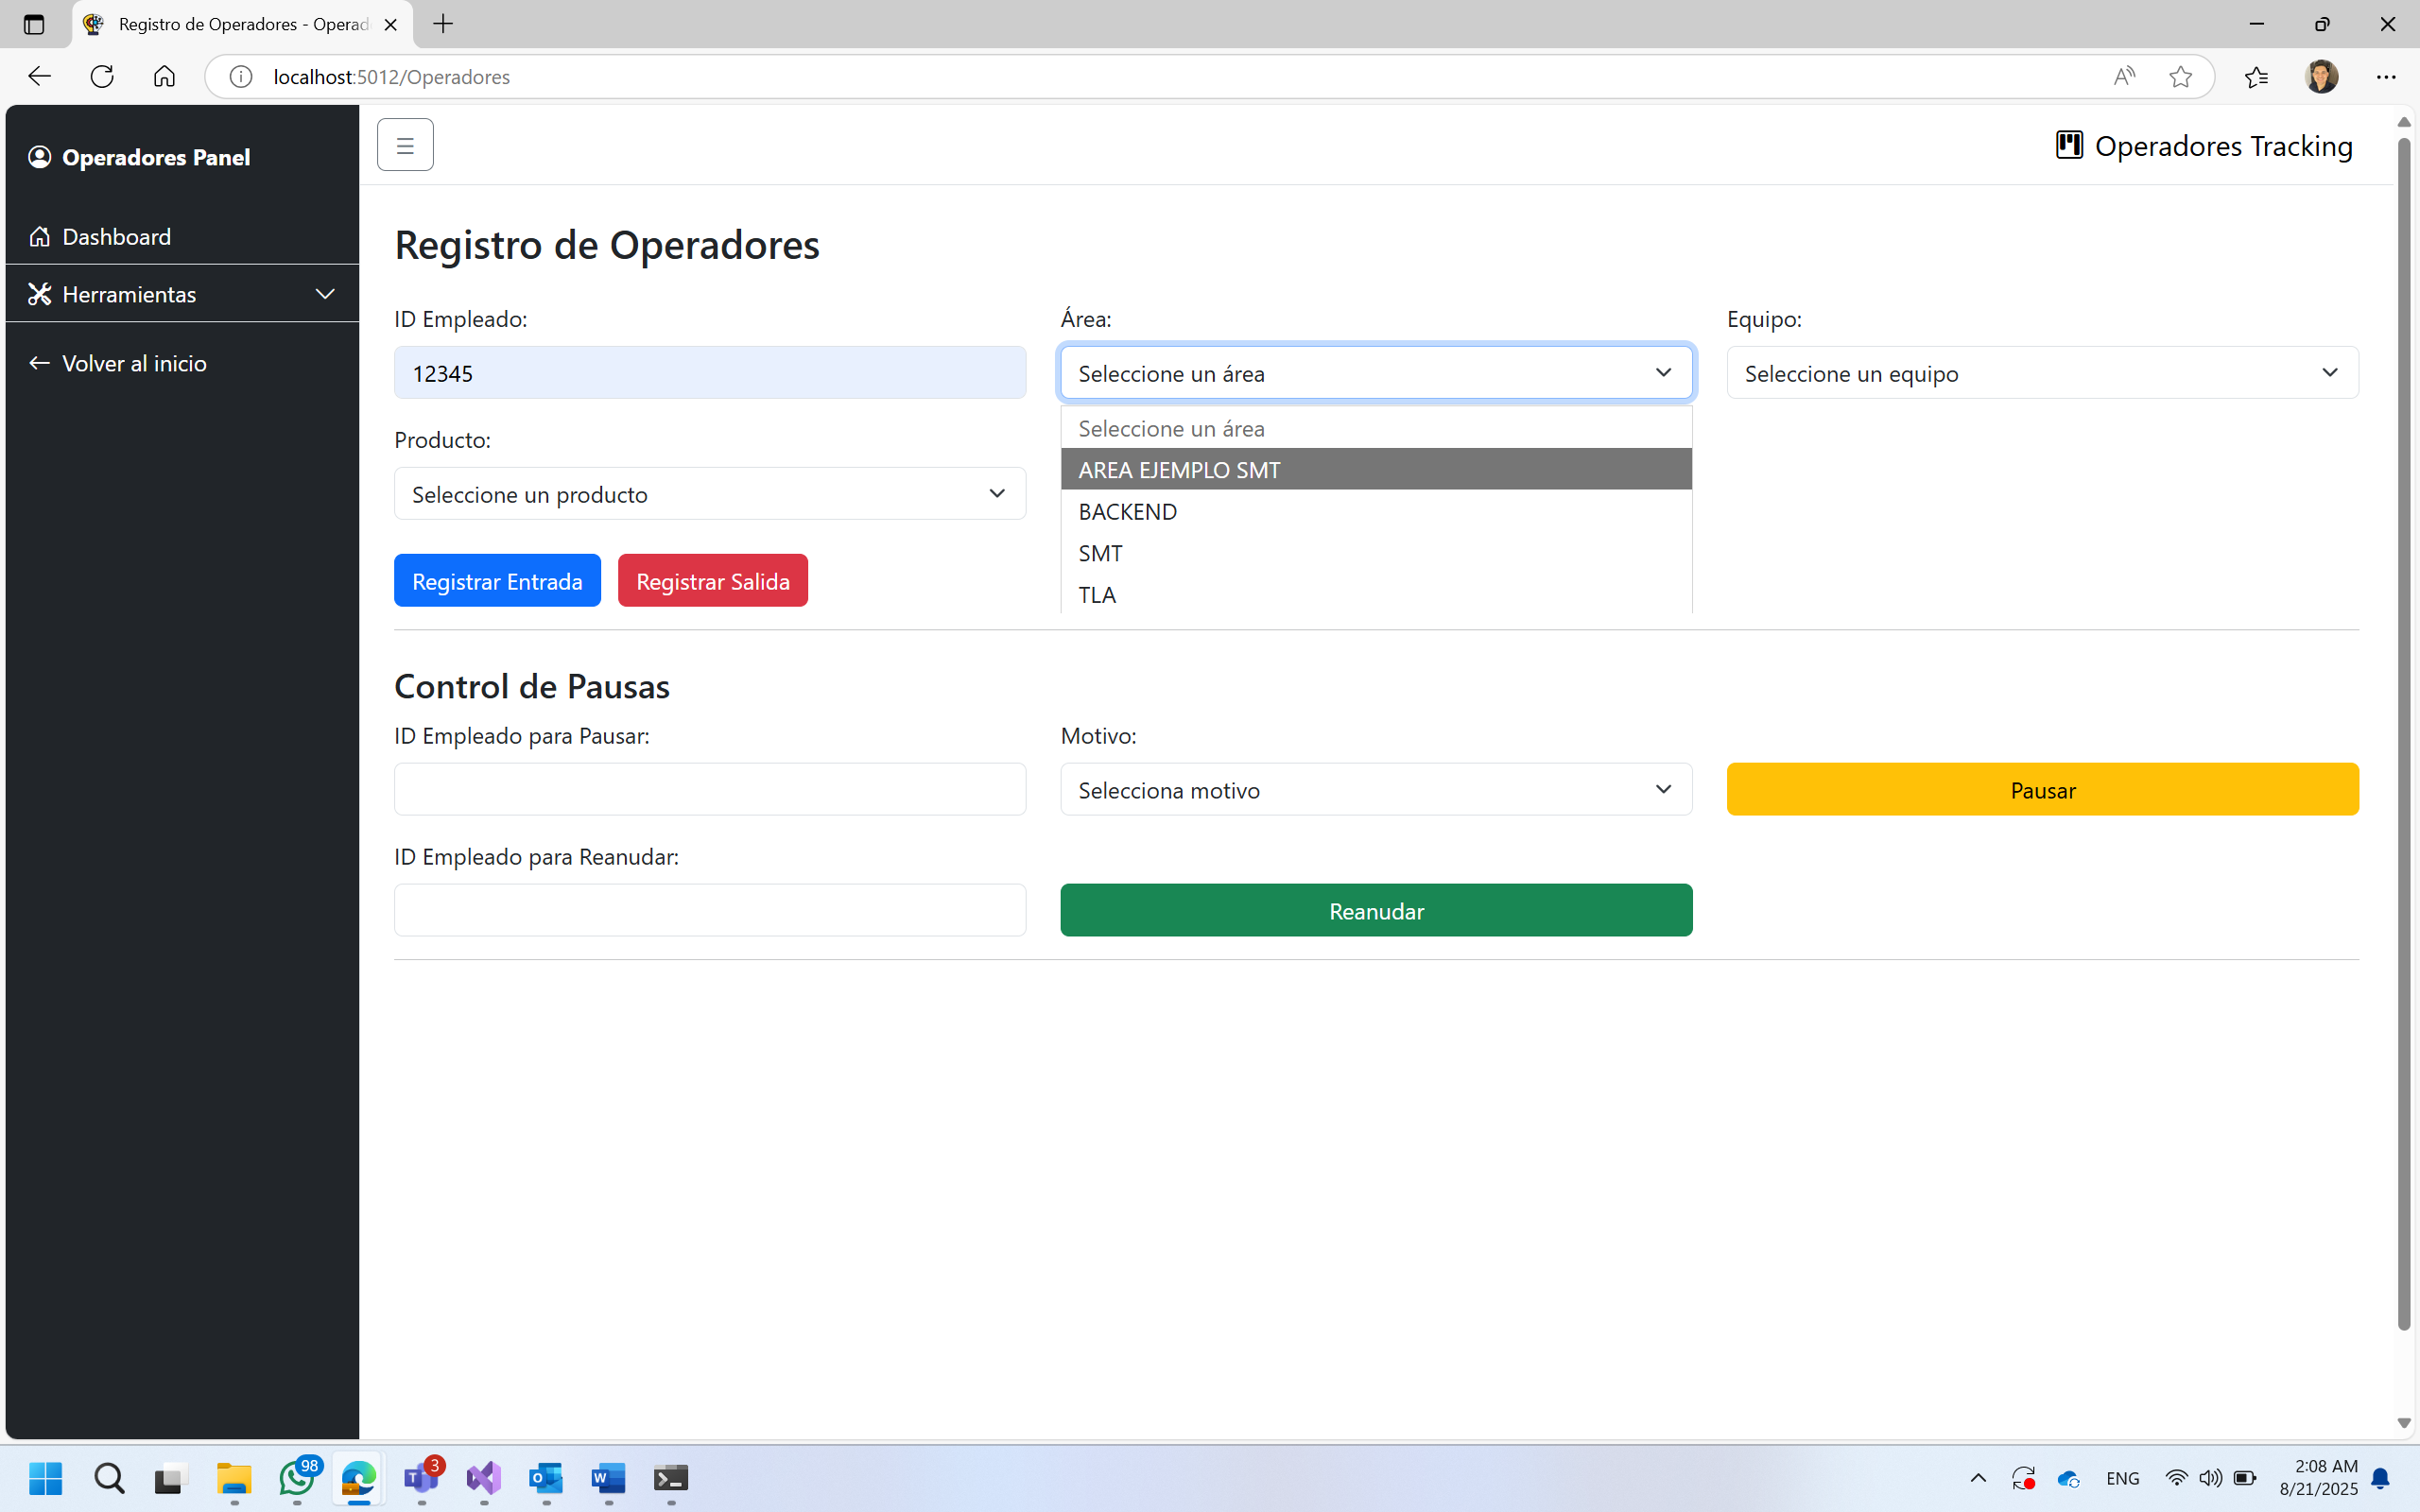 Registro de Operadores - Operad
localhost:5012/Operadores
Operadores Panel
Operadores Tracking
Dashboard
Herramientas
Volver al inicio
Registro de Operadores
ID Empleado:
Área:
Equipo:
12345
Seleccione un área
Seleccione un equipo
Seleccione un área
Producto:
AREA EJEMPLO SMT
Seleccione un producto
BACKEND
SMT
Registrar Entrada
Registrar Salida
TLA
Control de Pausas
ID Empleado para Pausar:
Motivo:
Selecciona motivo
Pausar
ID Empleado para Reanudar:
Reanudar
98
3
ENG
2:08 AM
8/21/2025